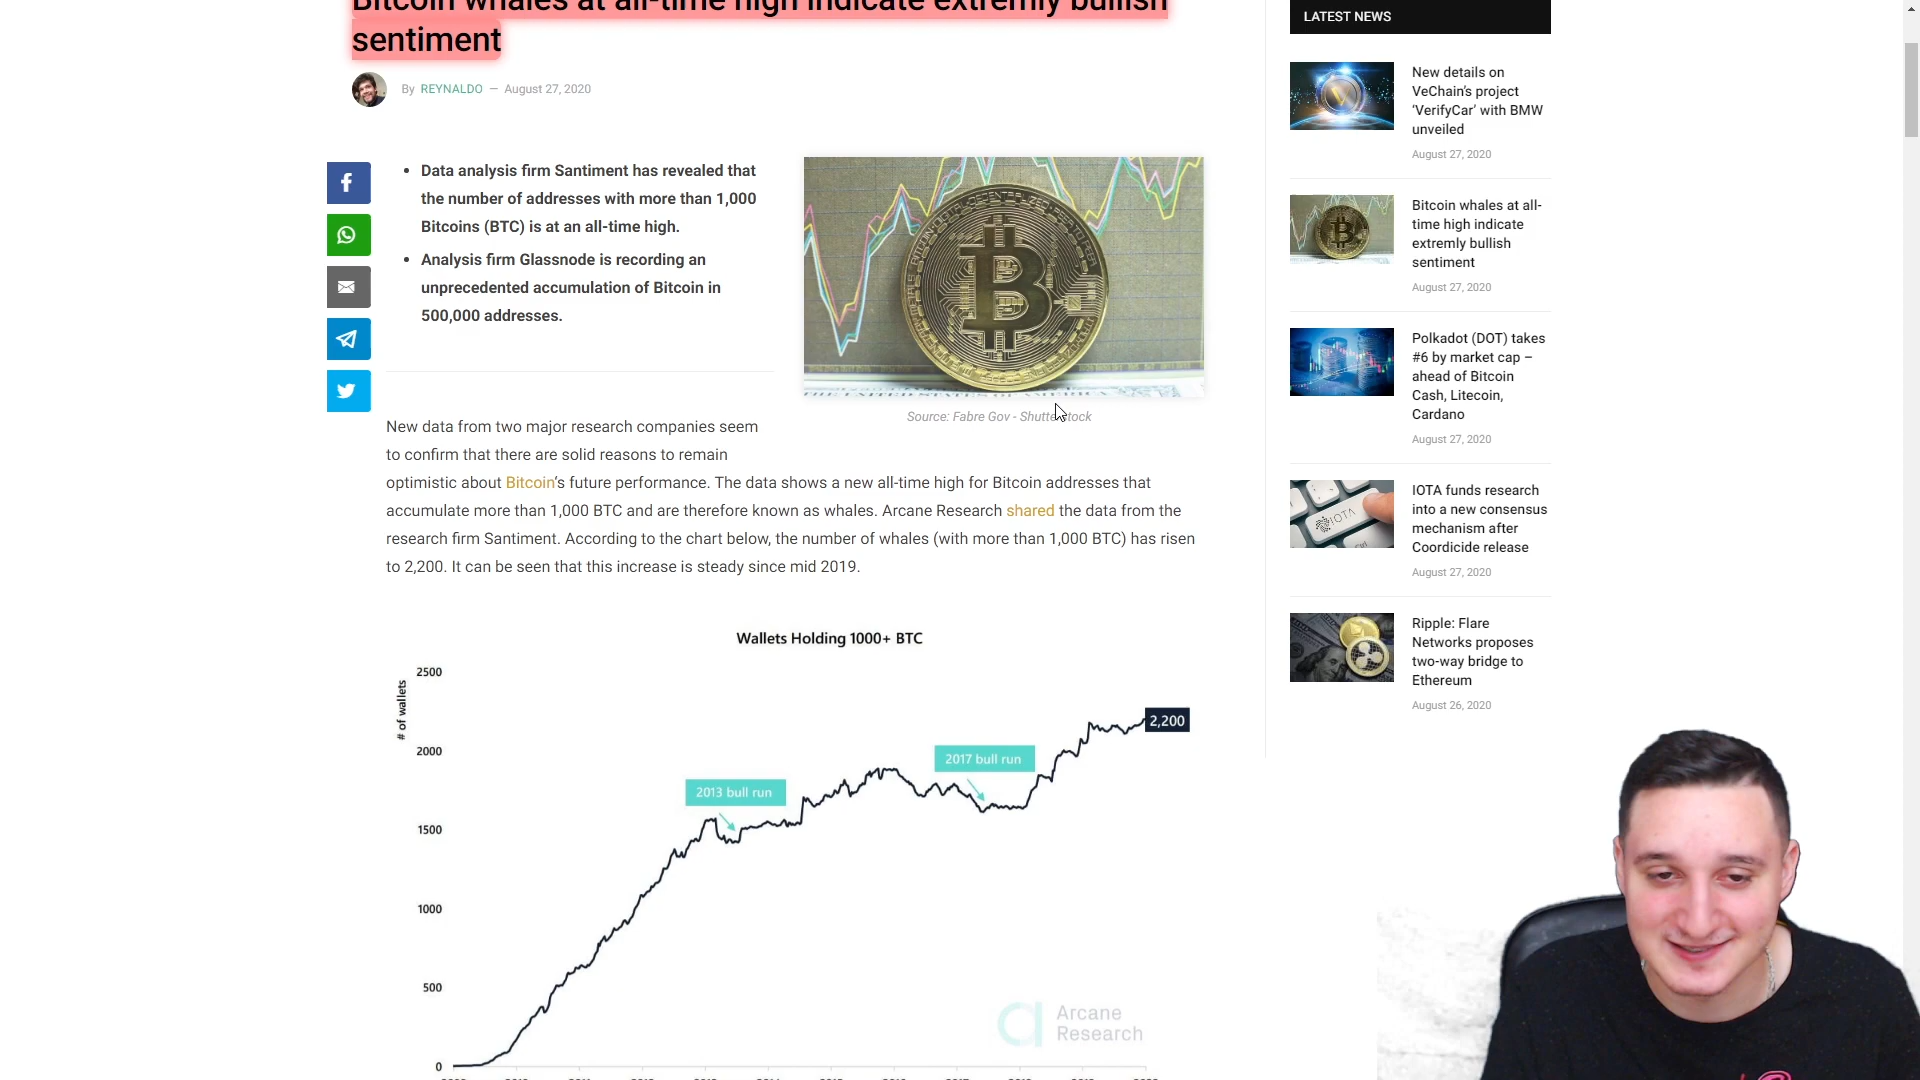 Bitcoin whales at all-time high indicate extremly bullish
sentiment
By REYNALDO — August 27, 2020
• Data analysis firm Santiment has revealed that
the number of addresses with more than 1,000
Bitcoins (BTC) is at an all-time high.
• Analysis firm Glassnode is recording an
unprecedented accumulation of Bitcoin in
500,000 addresses.
Source: Fabre Gov - Shutterstock
New data from two major research companies seem
to confirm that there are solid reasons to remain
optimistic about Bitcoin's future performance. The data shows a new all-time high for Bitcoin addresses that
accumulate more than 1,000 BTC and are therefore known as whales. Arcane Research shared the data from the
research firm Santiment. According to the chart below, the number of whales (with more than 1,000 BTC) has risen
to 2,200. It can be seen that this increase is steady since mid 2019.
Wallets Holding 1000+ BTC
# of wallets
2500
2000
1500
1000
500
0
2013 bull run
2017 bull run
2,200
Arcane
Research
LATEST NEWS
New details on
VeChain's project
'VerifyCar' with BMW
unveiled
August 27, 2020
Bitcoin whales at all-
time high indicate
extremly bullish
sentiment
August 27, 2020
Polkadot (DOT) takes
#6 by market cap –
ahead of Bitcoin
Cash, Litecoin,
Cardano
August 27, 2020
IOTA
IOTA funds research
into a new consensus
mechanism after
Coordicide release
August 27, 2020
Ripple: Flare
Networks proposes
two-way bridge to
Ethereum
August 26, 2020